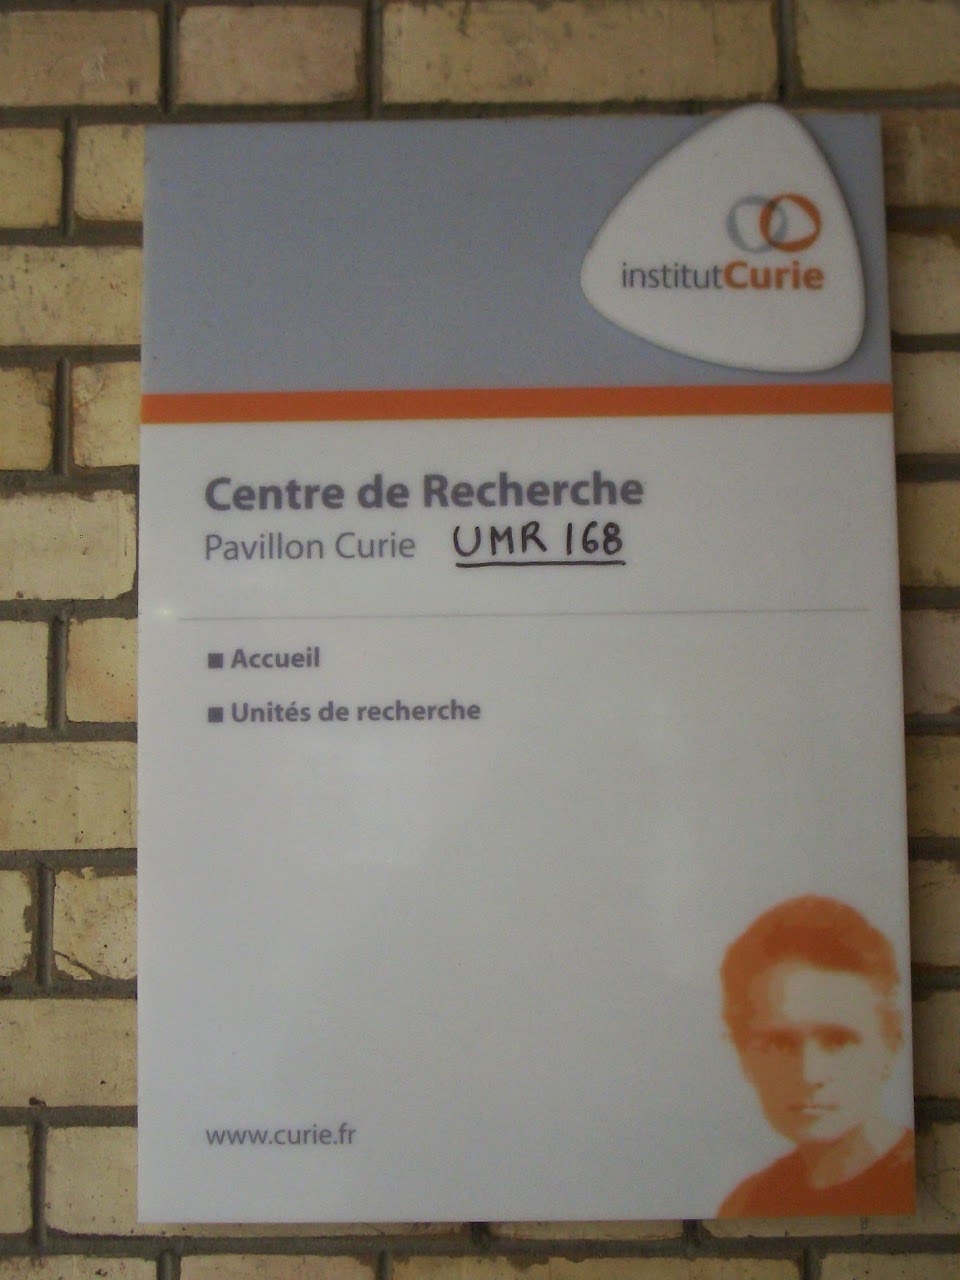 institutCurie
Centre de Recherche
Pavillon Curie UMR 168
■ Accueil
■ Unités de recherche
www.curie.fr